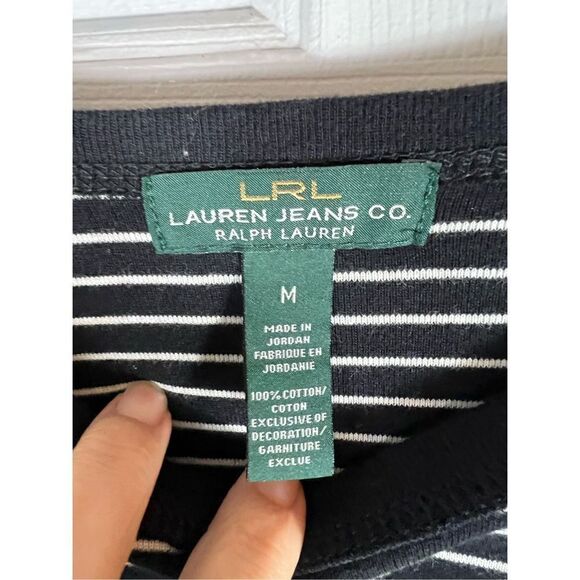 LRL
LAUREN JEANS CO.
RALPH LAUREN
M
MADE IN
JORDAN
FABRIQUE EN
JORDANIE
100% COTTON/
COTON
EXCLUSIVE OF
DECORATION/
GARNITURE
EXCLUE